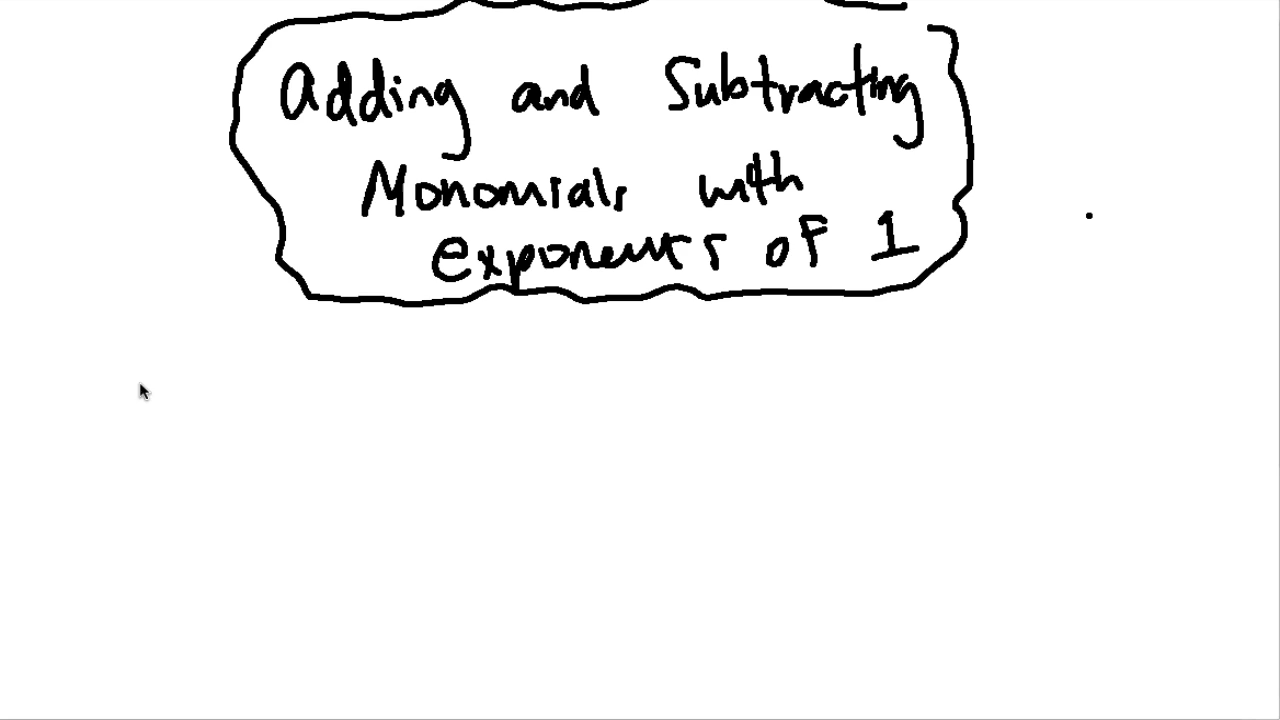 Adding and Subtracting
Monomials with
exponents of 1